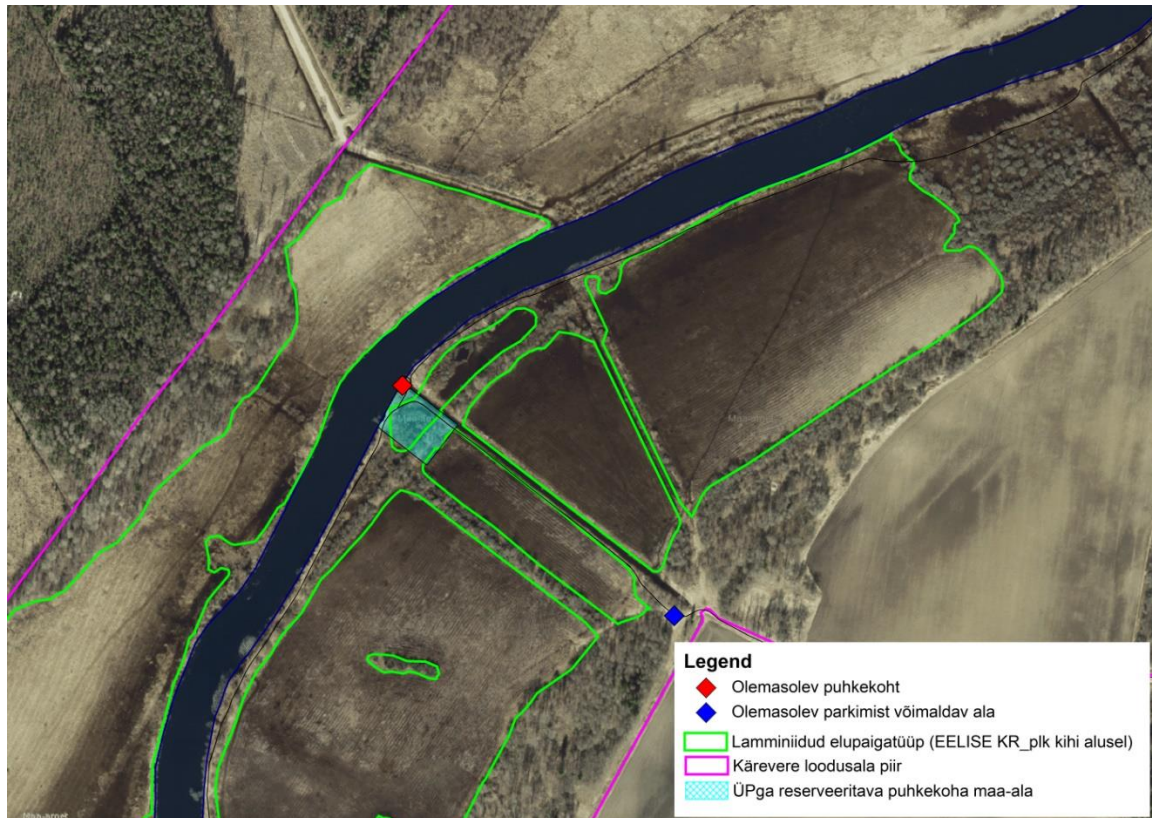 Legend
Olemasolev puhkekoht
Olemasolev parkimist võimaldav ala
Lamminiidud elupaigatüüp (EELISE KR_plk kihi alusel)
Kärevere loodusala piir
ÜPga reserveeritava puhkekoha maa-ala